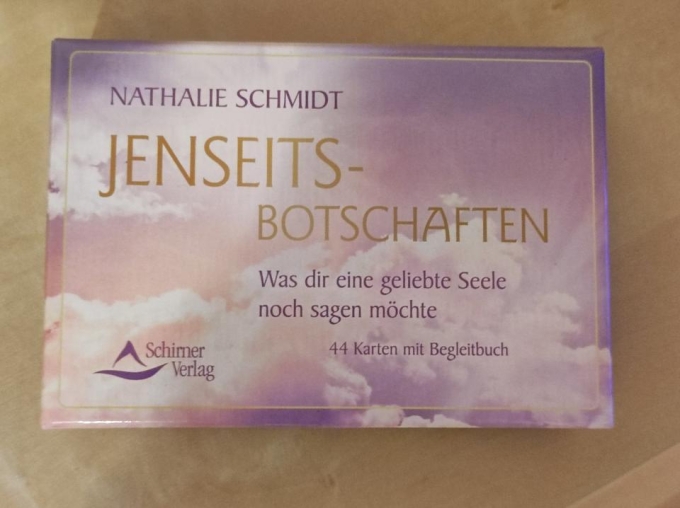 NATHALIE SCHMIDT
JENSEITS-
BOTSCHAFTEN
Was dir eine geliebte Seele
noch sagen möchte
44 Karten mit Begleitbuch
Schirner
Verlag